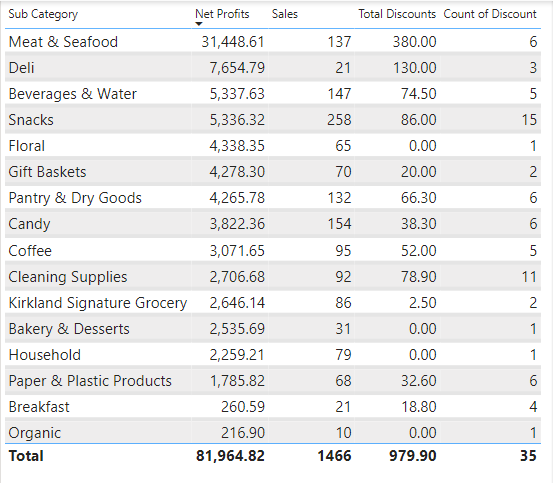 Sub Category Net Profits Sales Total Discounts Count of Discount
Meat & Seafood 31,448.61 137 380.00 6
Deli 7,654.79 21 130.00 3
Beverages & Water 5,337.63 147 74.50 5
Snacks 5,336.32 258 86.00 15
Floral 4,338.35 65 0.00 1
Gift Baskets 4,278.30 70 20.00 2
Pantry & Dry Goods 4,265.78 132 66.30 6
Candy 3,822.36 154 38.30 6
Coffee 3,071.65 95 52.00 5
Cleaning Supplies 2,706.68 92 78.90 11
Kirkland Signature Grocery 2,646.14 86 2.50 2
Bakery & Desserts 2,535.69 31 0.00 1
Household 2,259.21 79 0.00 1
Paper & Plastic Products 1,785.82 68 32.60 6
Breakfast 260.59 21 18.80 4
Organic 216.90 10 0.00 1
Total 81,964.82 1466 979.90 35